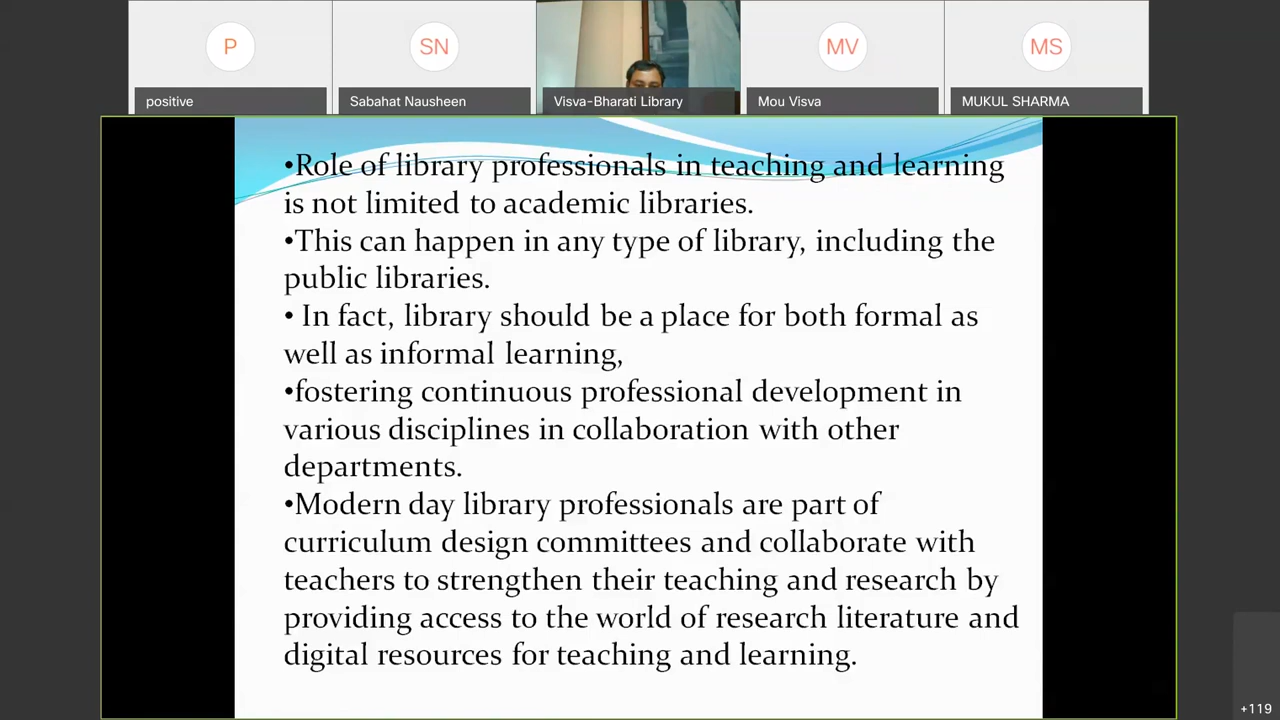 P
SN
MV
MS
positive
Sabahat Nausheen
Visva-Bharati Library
Mou Visva
MUKUL SHARMA
•Role of library professionals in teaching and learning
is not limited to academic libraries.
•This can happen in any type of library, including the
public libraries.
• In fact, library should be a place for both formal as
well as informal learning,
•fostering continuous professional development in
various disciplines in collaboration with other
departments.
•Modern day library professionals are part of
curriculum design committees and collaborate with
teachers to strengthen their teaching and research by
providing access to the world of research literature and
digital resources for teaching and learning.
+119